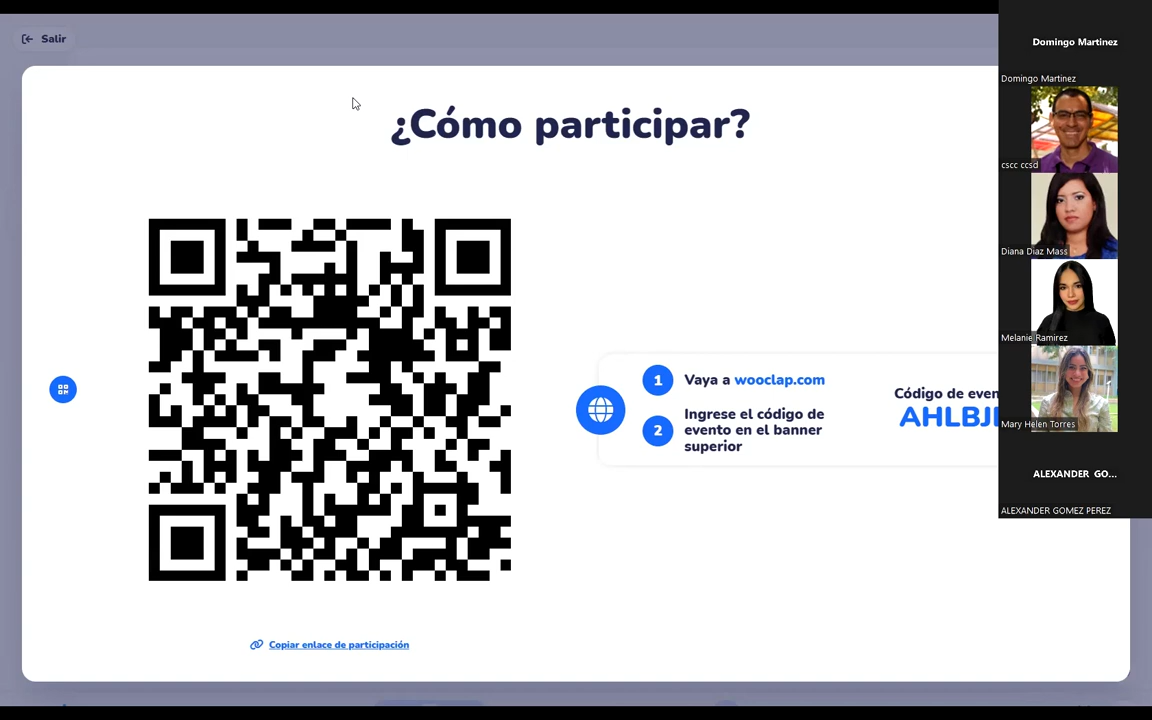 Salir
¿Cómo participar?
1
Vaya a wooclap.com
2
Ingrese el código de
evento en el banner
superior
Código de even
AHLBJ
Copiar enlace de participación
Domingo Martinez
Domingo Martinez
cscc ccsd
Diana Diaz Mass
Melanie Ramirez
Mary Helen Torres
ALEXANDER GO...
ALEXANDER GOMEZ PEREZ